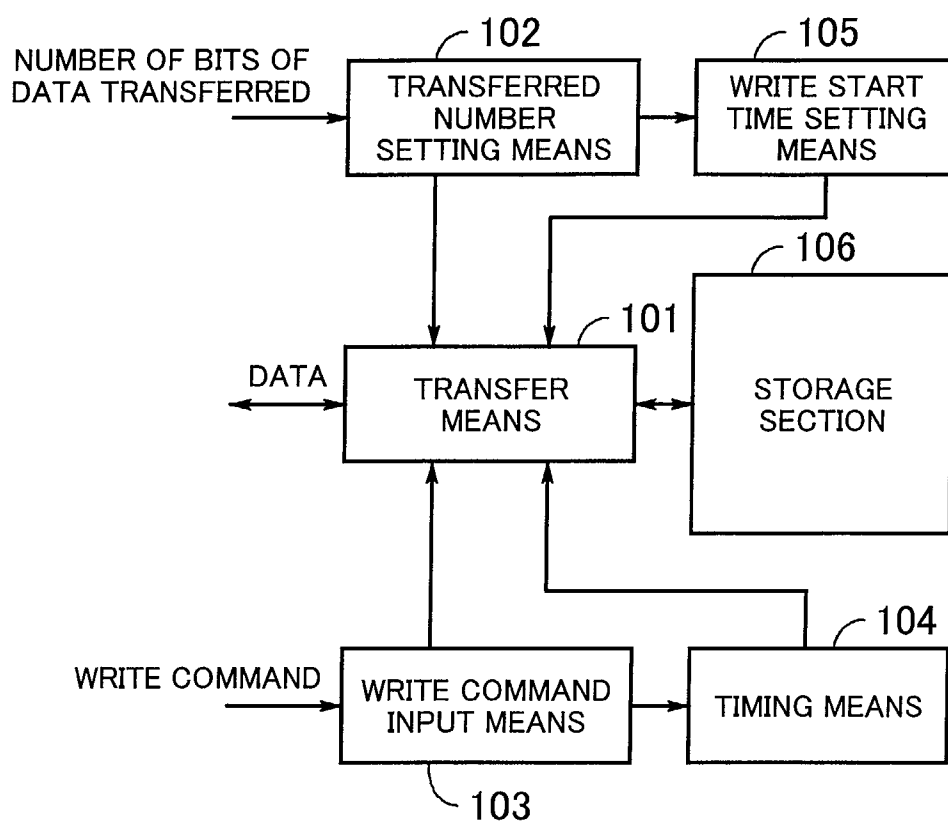 102
105
NUMBER OF BITS OF
DATA TRANSFERRED
TRANSFERRED
NUMBER
SETTING MEANS
WRITE START
TIME SETTING
MEANS
106
101
DATA
TRANSFER
MEANS
STORAGE
SECTION
104
WRITE COMMAND
WRITE COMMAND
INPUT MEANS
TIMING MEANS
103